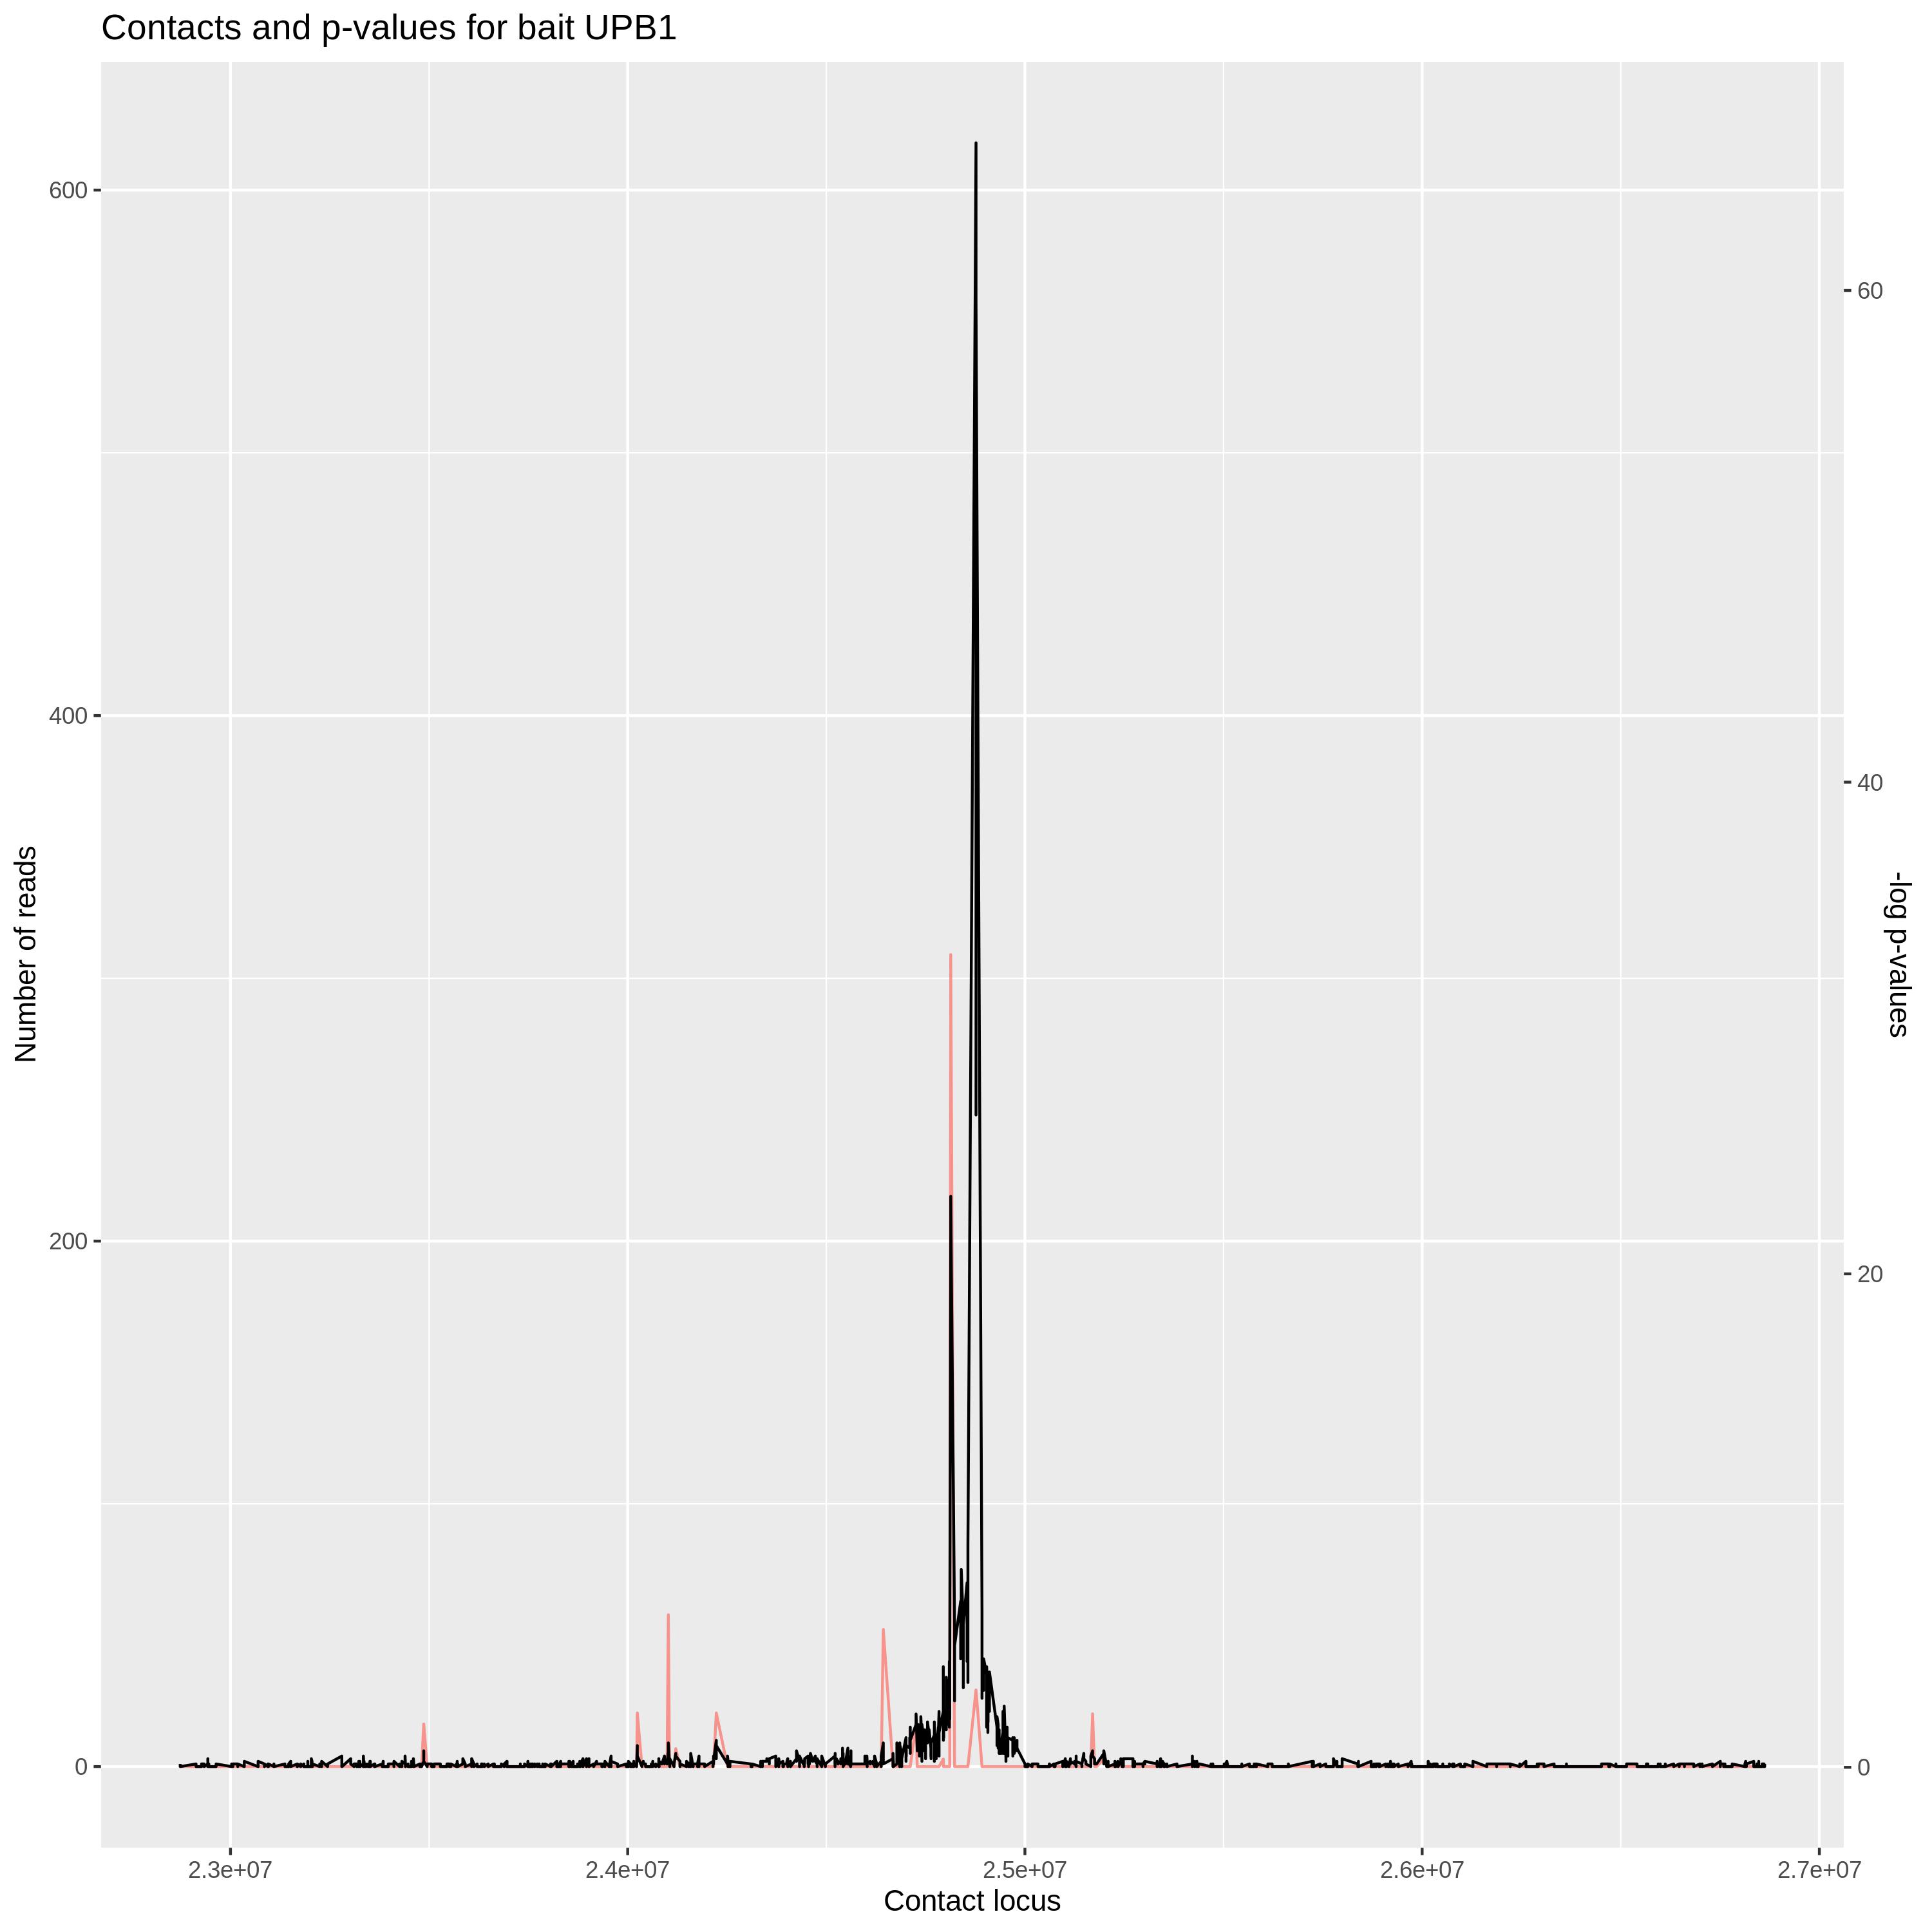 Contacts and p-values for bait UPB1
600
400
200
0
Number of reads
60
40
20
0
-log p-values
2.3e+07
2.4e+07
2.5e+07
2.6e+07
2.7e+07
Contact locus